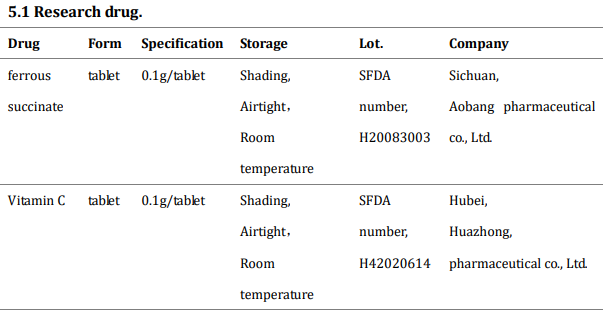 5.1 Research drug.
Drug Form Specification Storage Lot. Company
ferrous tablet 0.1g/tablet Shading, SFDA Sichuan,
succinate Airtight， number, Aobang pharmaceutical
Room H20083003 co., Ltd.
temperature
Vitamin C tablet 0.1g/tablet Shading, SFDA Hubei,
Airtight， number, Huazhong,
Room H42020614 pharmaceutical co., Ltd.
temperature